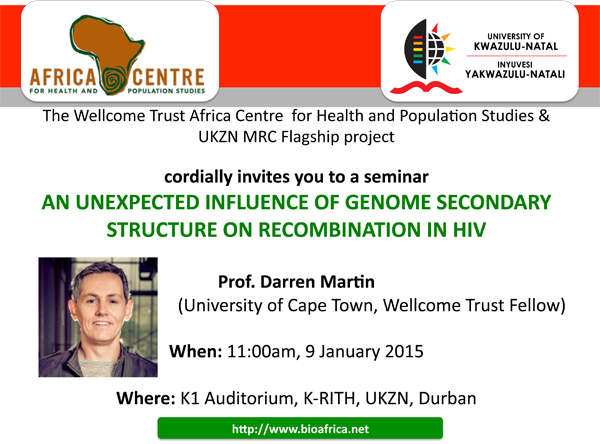 AFRICA CENTRE
FOR HEALTH AND POPULATION STUDIES
UNIVERSITY OF
KWAZULU-NATAL
INYUVESI
YAKWAZULU-NATALI
The Wellcome Trust Africa Centre for Health and Population Studies &
UKZN MRC Flagship project
cordially invites you to a seminar
AN UNEXPECTED INFLUENCE OF GENOME SECONDARY
STRUCTURE ON RECOMBINATION IN HIV
Prof. Darren Martin
(University of Cape Town, Wellcome Trust Fellow)
When: 11:00am, 9 January 2015
Where: K1 Auditorium, K-RITH, UKZN, Durban
http://www.bioafrica.net